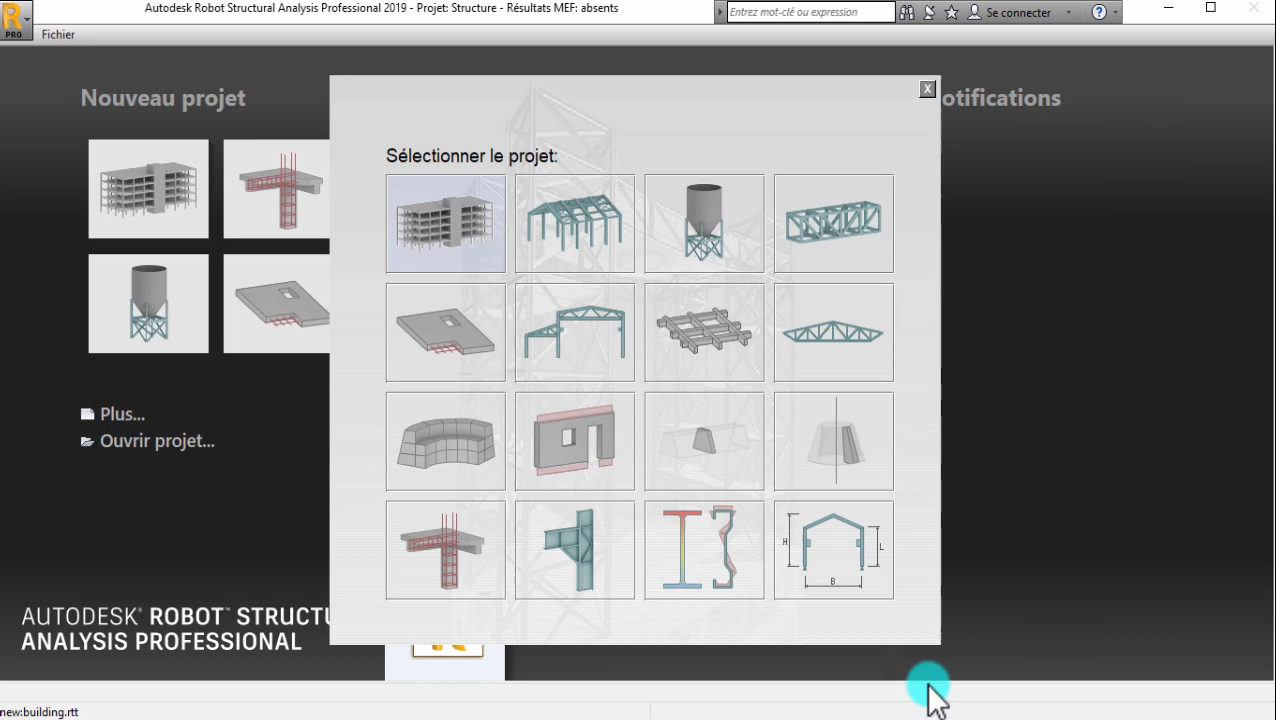 Autodesk Robot Structural Analysis Professional 2019 - Projet: Structure - Résultats MEF: absents
Entrez mot-clé ou expression
Se connecter
PRO
Fichier
Nouveau projet
otifications
Sélectionner le projet:
Plus...
Ouvrir projet...
H
L
B
AUTODESK® ROBOT™ STRUCTU
ANALYSIS PROFESSIONAL
new:building.rtt